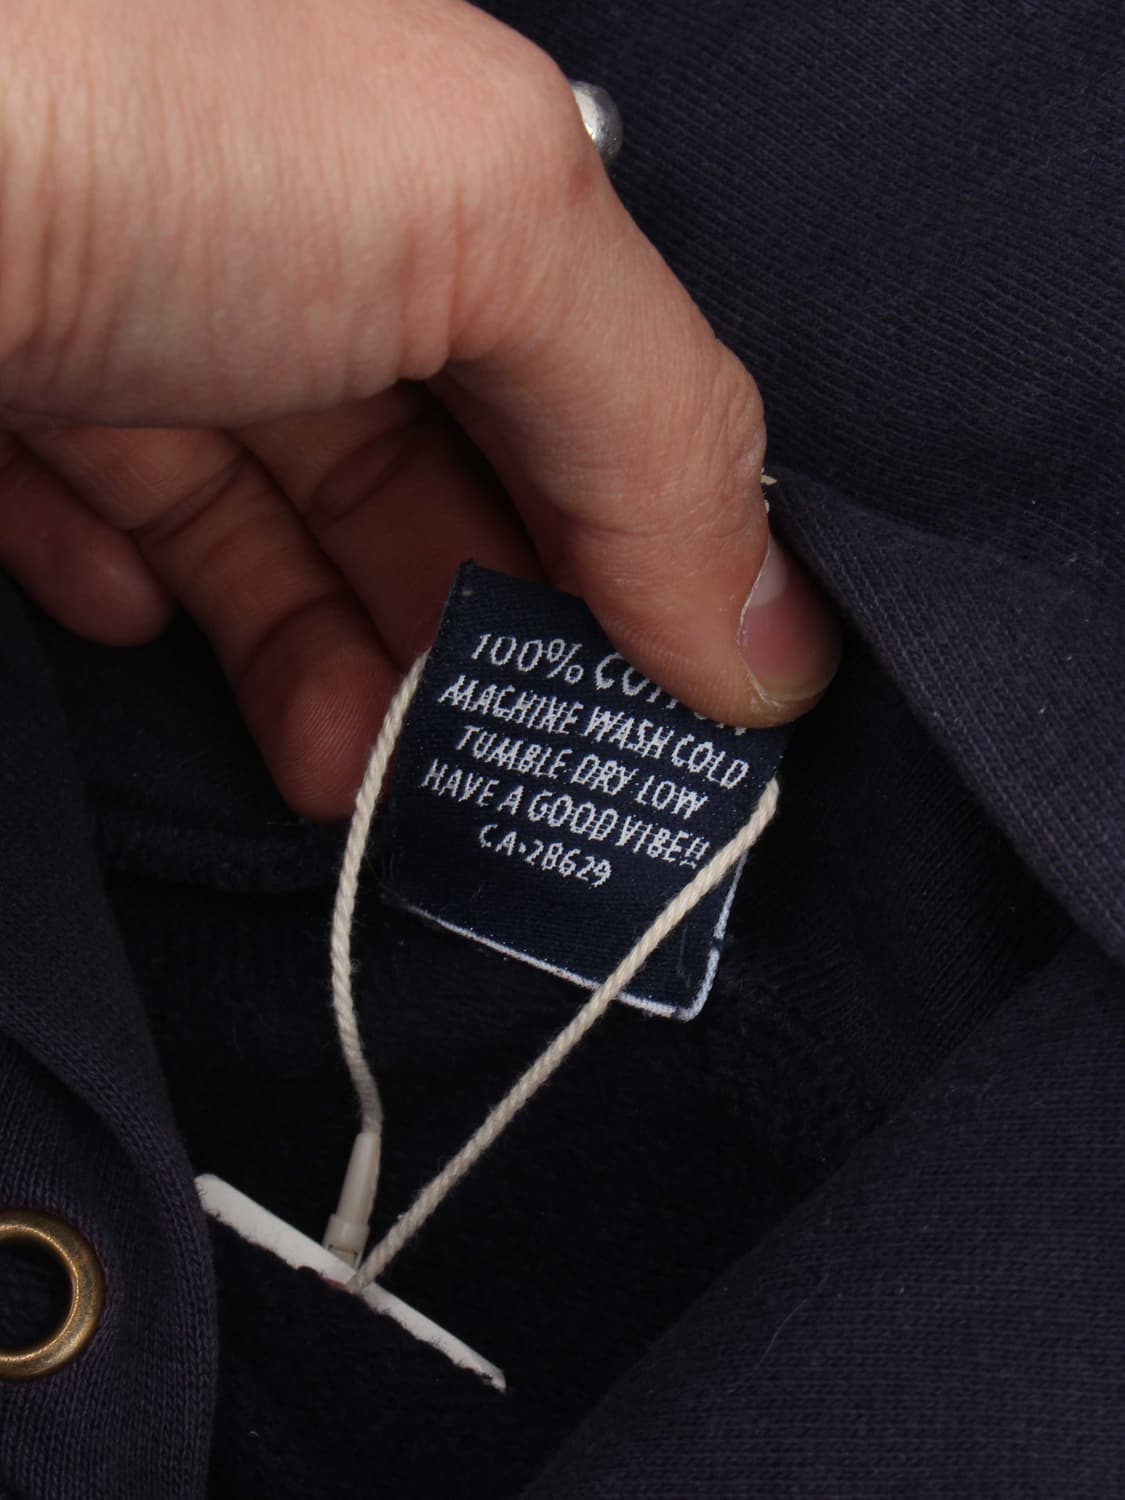 100% COTTON
MACHINE WASH COLD
TUMBLE DRY LOW
HAVE A GOOD VIBE!!
CA•28629